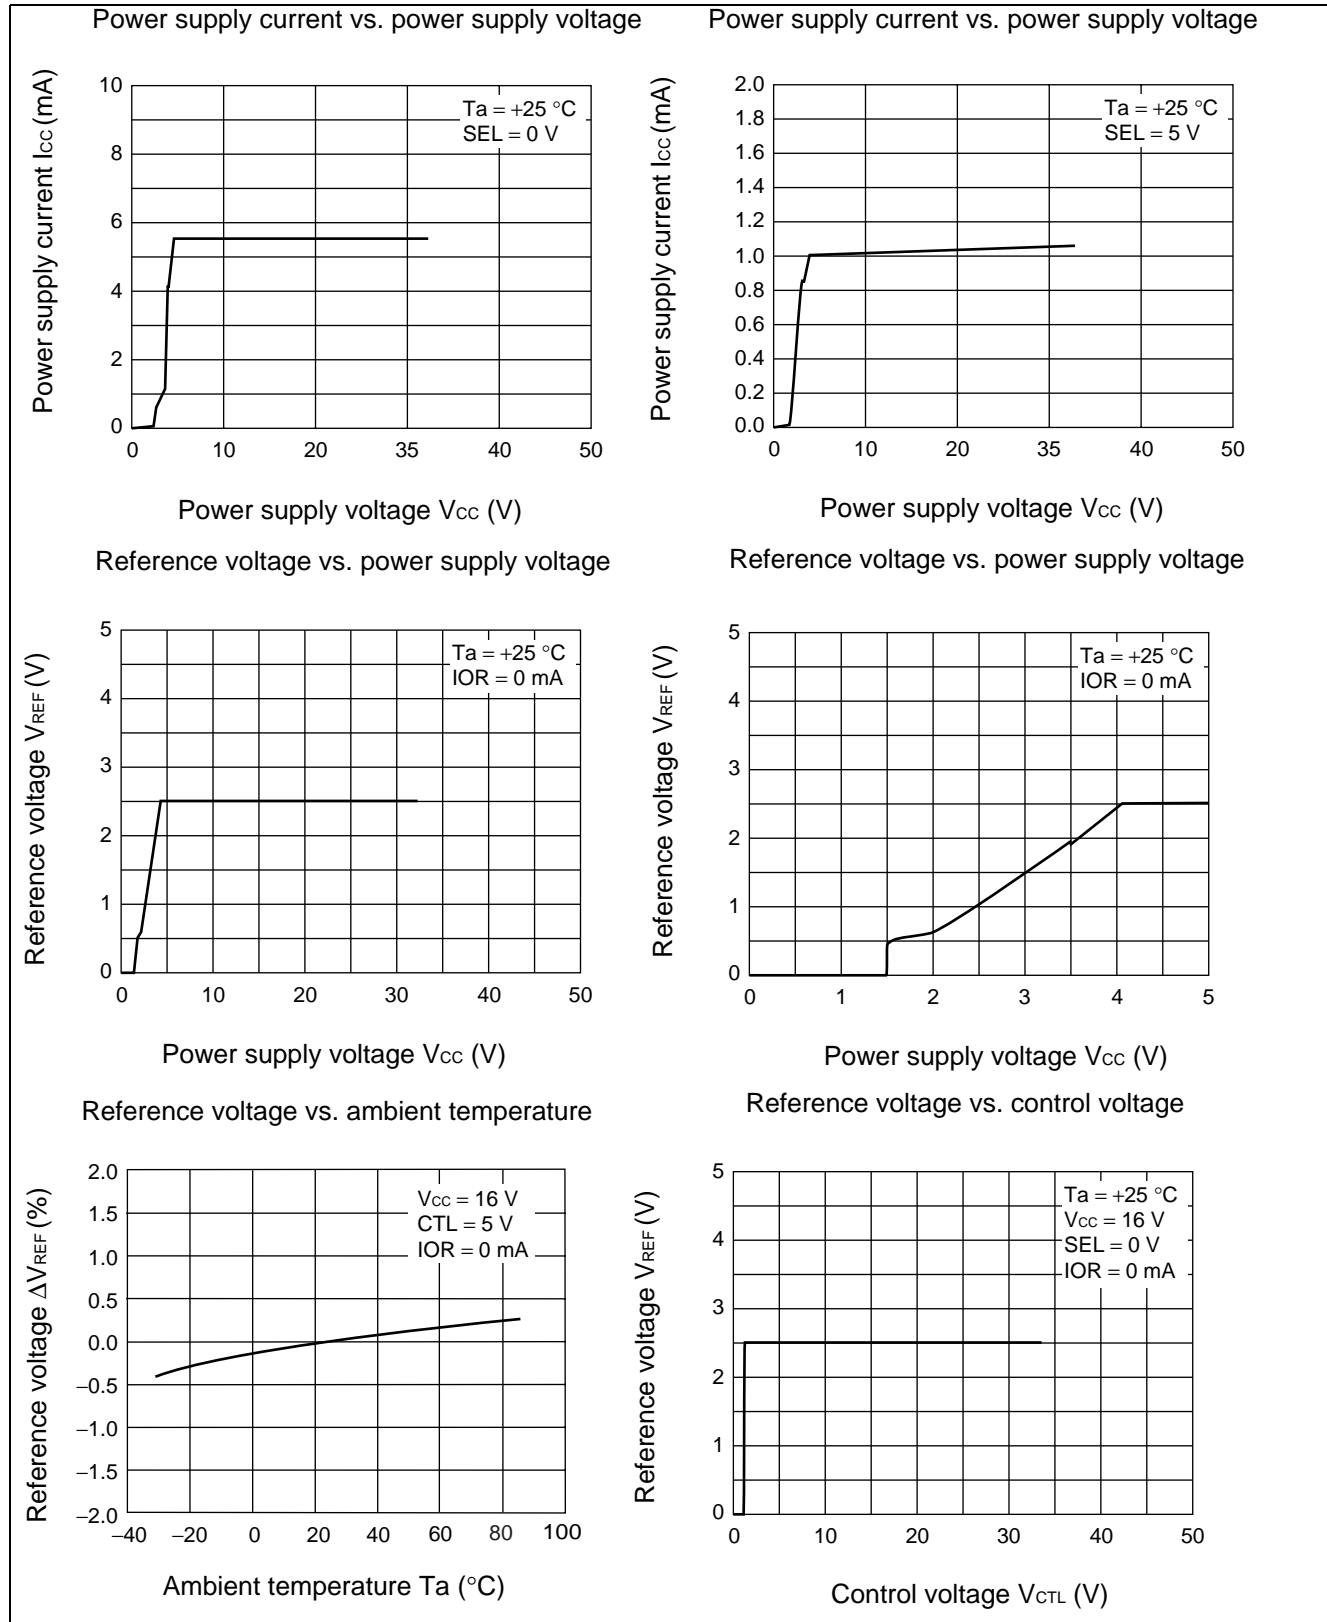 Power supply current vs. power supply voltage
Power supply current ICC (mA)
10
8
6
4
2
0
Ta = +25 °C
SEL = 0 V
0 10 20 35 40 50
Power supply voltage VCC (V)
Power supply current vs. power supply voltage
Power supply current ICC (mA)
2.0
1.8
1.6
1.4
1.2
1.0
0.8
0.6
0.4
0.2
0.0
Ta = +25 °C
SEL = 5 V
0 10 20 35 40 50
Power supply voltage VCC (V)
Reference voltage vs. power supply voltage
Reference voltage VREF (V)
5
4
3
2
1
0
Ta = +25 °C
IOR = 0 mA
0 10 20 30 40 50
Power supply voltage VCC (V)
Reference voltage vs. power supply voltage
Reference voltage VREF (V)
5
4
3
2
1
0
Ta = +25 °C
IOR = 0 mA
0 1 2 3 4 5
Power supply voltage VCC (V)
Reference voltage vs. ambient temperature
Reference voltage ΔVREF (%)
2.0
1.5
1.0
0.5
0.0
−0.5
−1.0
−1.5
−2.0
VCC = 16 V
CTL = 5 V
IOR = 0 mA
−40 −20 0 20 40 60 80 100
Ambient temperature Ta (°C)
Reference voltage vs. control voltage
Reference voltage VREF (V)
5
4
3
2
1
0
Ta = +25 °C
VCC = 16 V
SEL = 0 V
IOR = 0 mA
0 10 20 30 40 50
Control voltage VCTL (V)